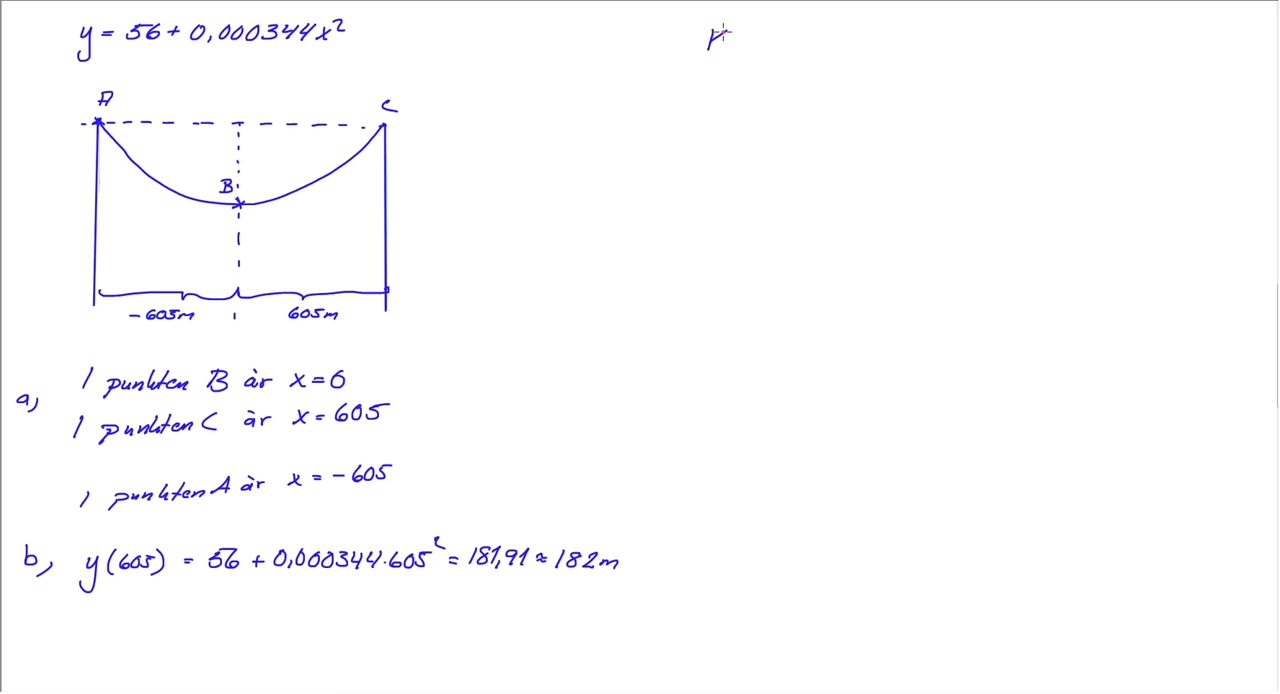 y = 56 + 0,000344x²
A
C
B
-605m
605m
a) I punkten B är x = 0
I punkten C är x = 605
I punkten A är x = -605
b) y(605) = 56 + 0,000344·605² = 181,91 ≈ 182m